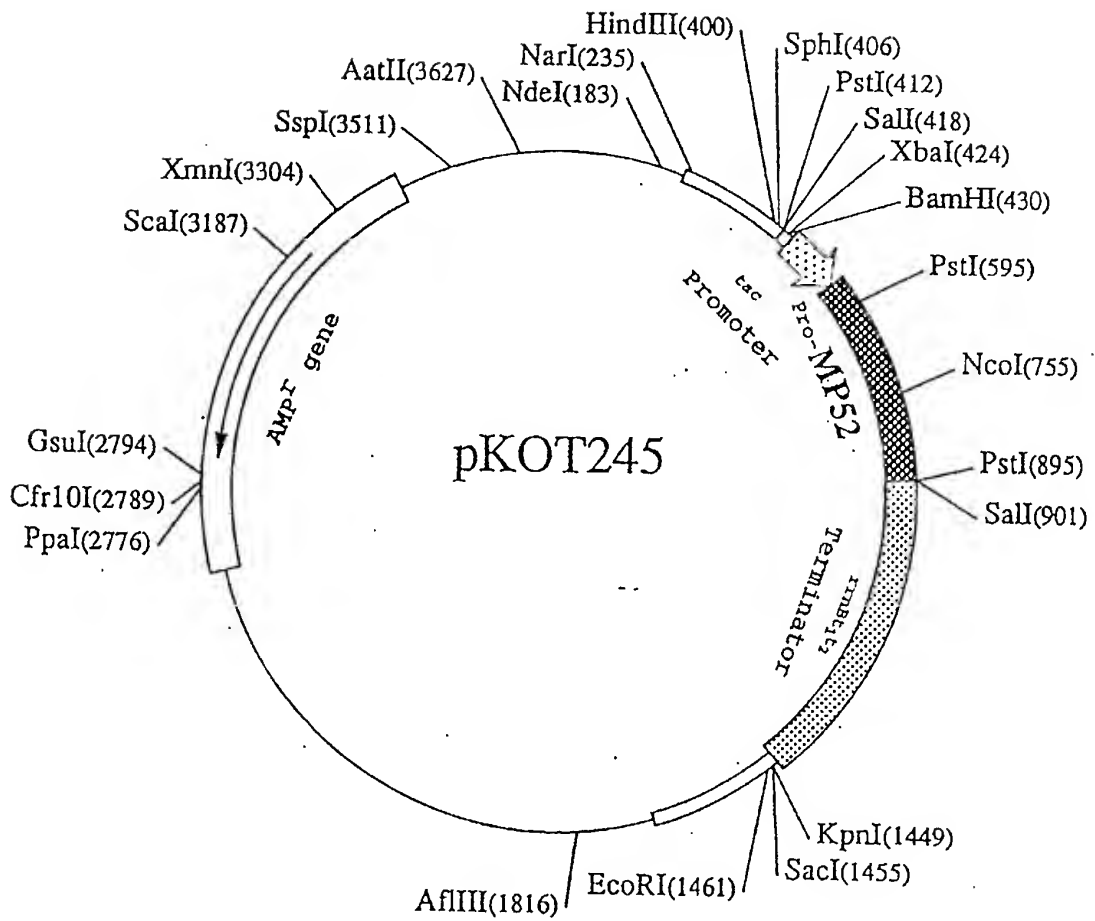 HindIII(400)
SphI(406)
NarI(235)
PstI(412)
AatII(3627)
NdeI(183)
SalI(418)
SspI(3511)
XbaI(424)
XmnI(3304)
BamHI(430)
ScaI(3187)
PstI(595)
tac
Promoter
Pro-MP52
NcoI(755)
AMPr gene
pKOT245
GsuI(2794)
PstI(895)
Cfr10I(2789)
SalI(901)
PpaI(2776)
rrnBt1t2
Terminator
KpnI(1449)
SacI(1455)
EcoRI(1461)
AflIII(1816)